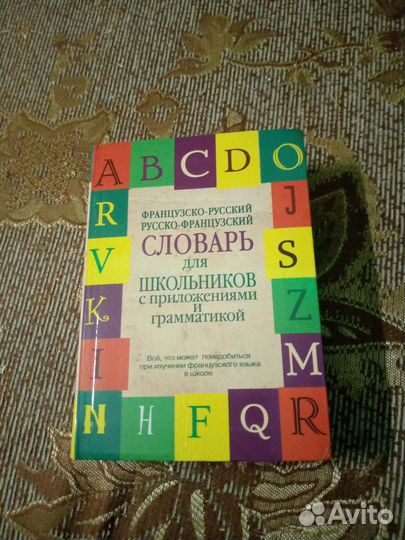 A B C D O
R J
ФРАНЦУЗСКО-РУССКИЙ
РУССКО-ФРАНЦУЗСКИЙ
СЛОВАРЬ
V для S
ШКОЛЬНИКОВ
K с приложениями Z
и
грамматикой
I Всё, что может понадобиться M
при изучении французского языка
в школе
N H F Q R
Avito